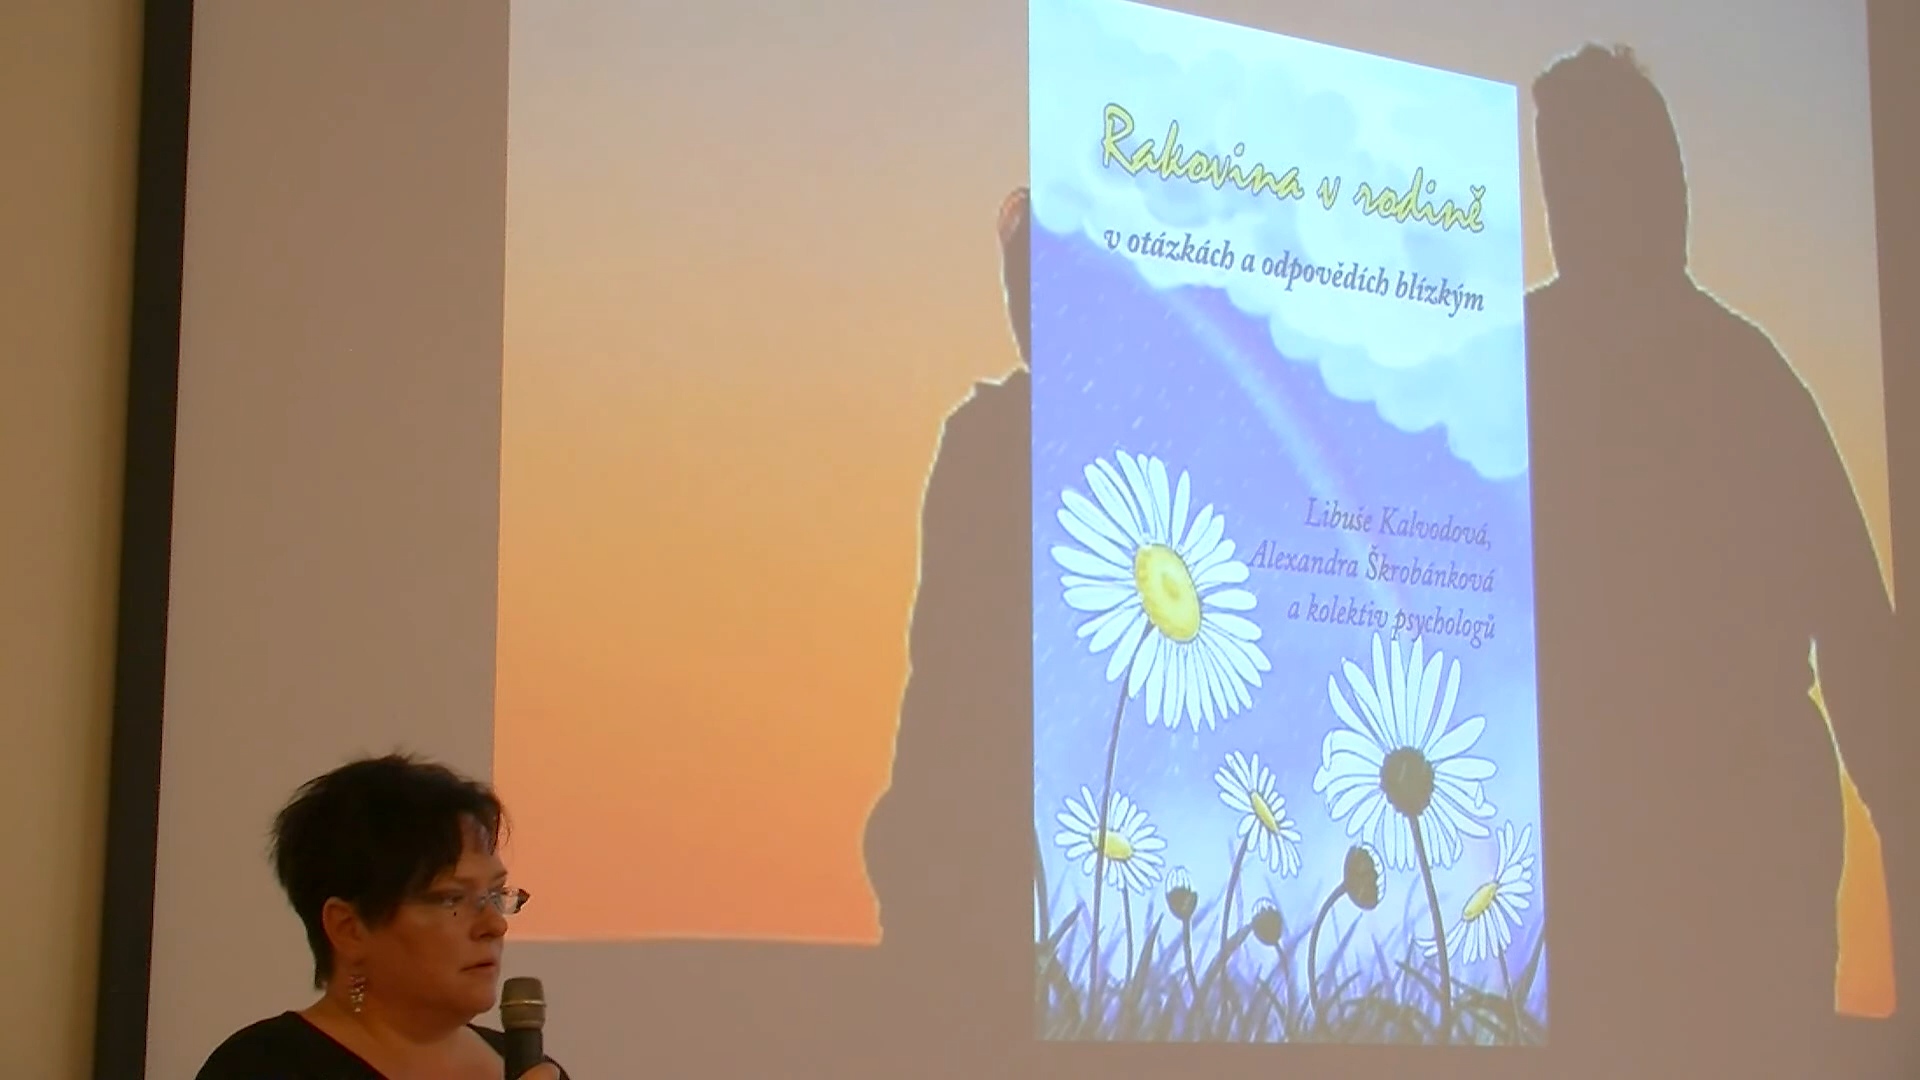 Rakovina v rodině
v otázkách a odpovědích blízkým
Libuše Kalvodová,
Alexandra Škrobánková
a kolektiv psychologů